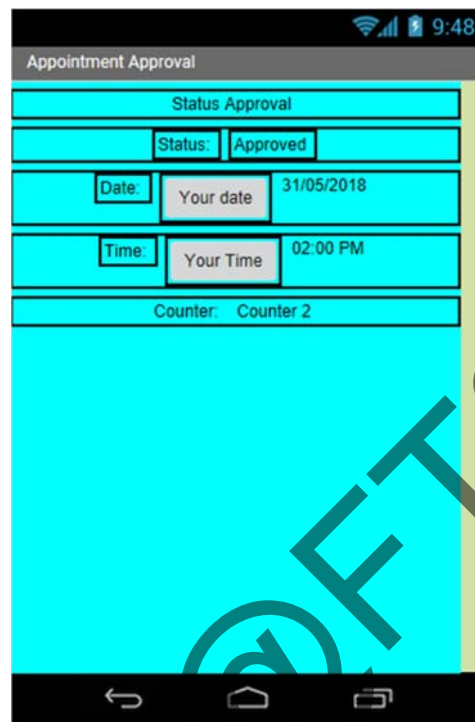 9:48
Appointment Approval
Status Approval
Status: Approved
Date: Your date 31/05/2018
Time: Your Time 02:00 PM
Counter: Counter 2
@FT